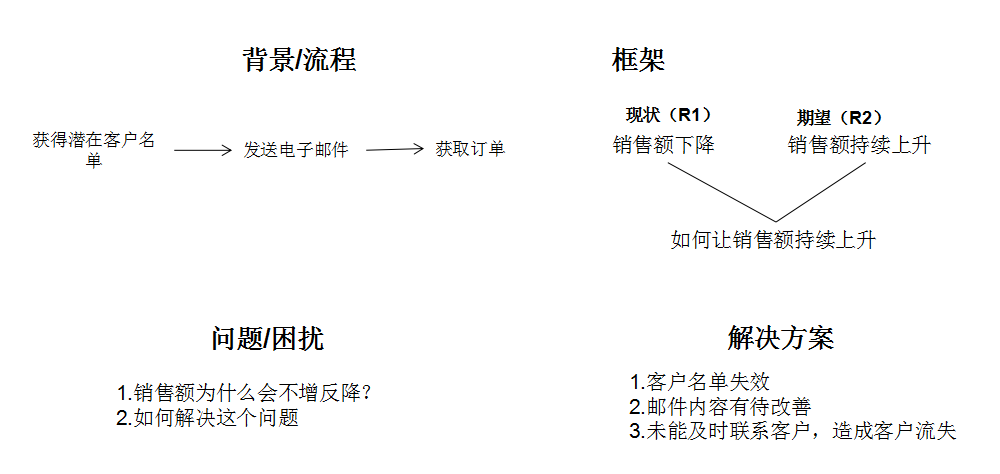 背景/流程
获得潜在客户名
单
发送电子邮件
获取订单
框架
现状（R1）
期望（R2）
销售额下降
销售额持续上升
如何让销售额持续上升
问题/困扰
1.销售额为什么会不增反降？
2.如何解决这个问题
解决方案
1.客户名单失效
2.邮件内容有待改善
3.未能及时联系客户，造成客户流失